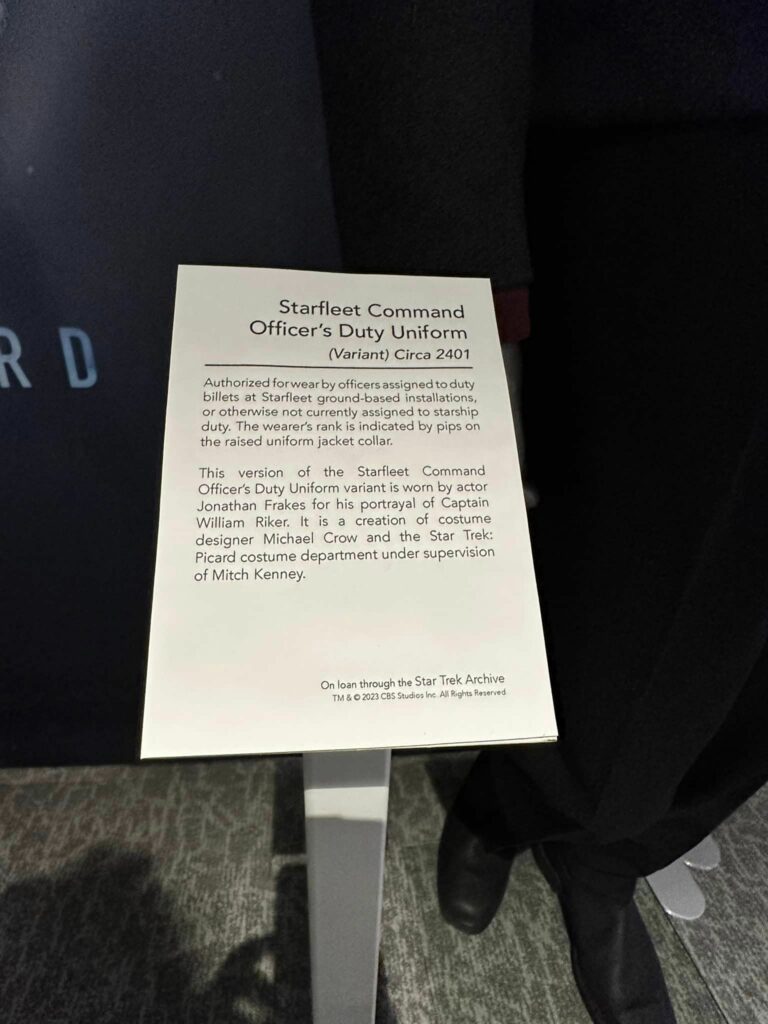 RD
Starfleet Command
Officer's Duty Uniform
(Variant) Circa 2401
Authorized for wear by officers assigned to duty
billets at Starfleet ground-based installations,
or otherwise not currently assigned to starship
duty. The wearer's rank is indicated by pips on
the raised uniform jacket collar.
This version of the Starfleet Command
Officer's Duty Uniform variant is worn by actor
Jonathan Frakes for his portrayal of Captain
William Riker. It is a creation of costume
designer Michael Crow and the Star Trek:
Picard costume department under supervision
of Mitch Kenney.
On loan through the Star Trek Archive
TM & © 2023 CBS Studios Inc. All Rights Reserved